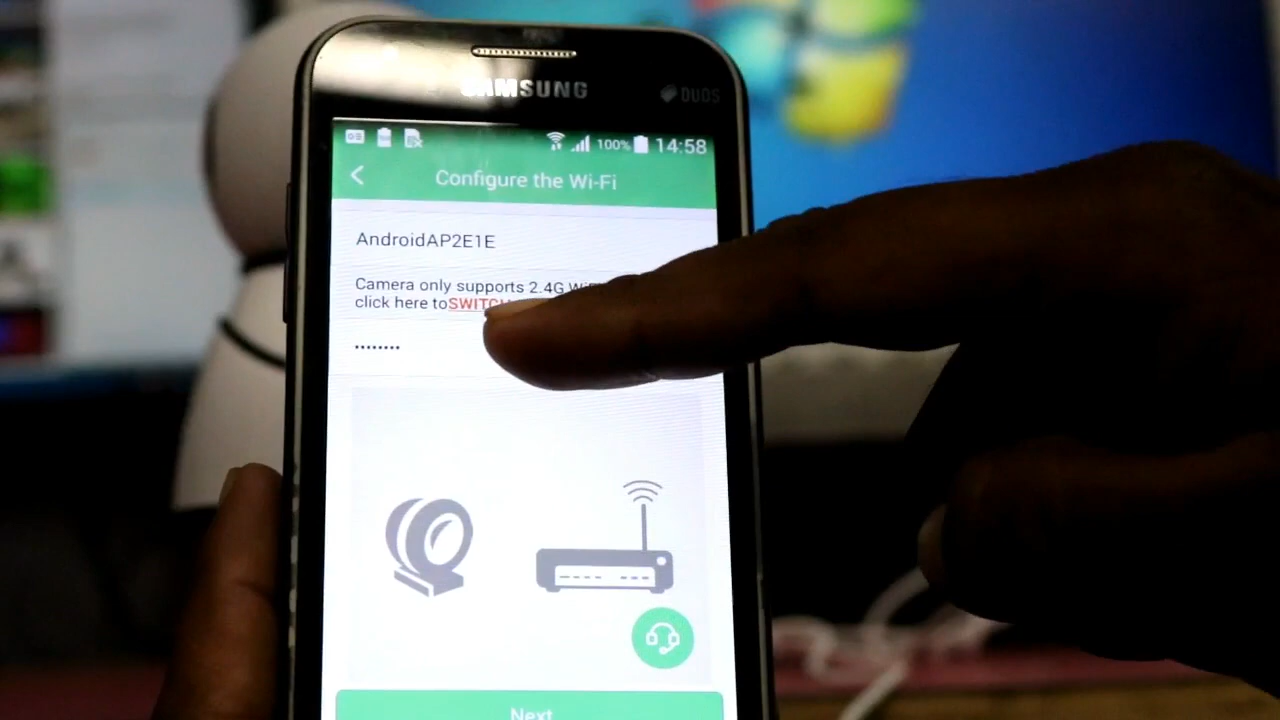 SAMSUNG
DUOS
100% 14:58
Configure the Wi-Fi
AndroidAP2E1E
Camera only supports 2.4G
click here to SWITCH
••••••••
Next